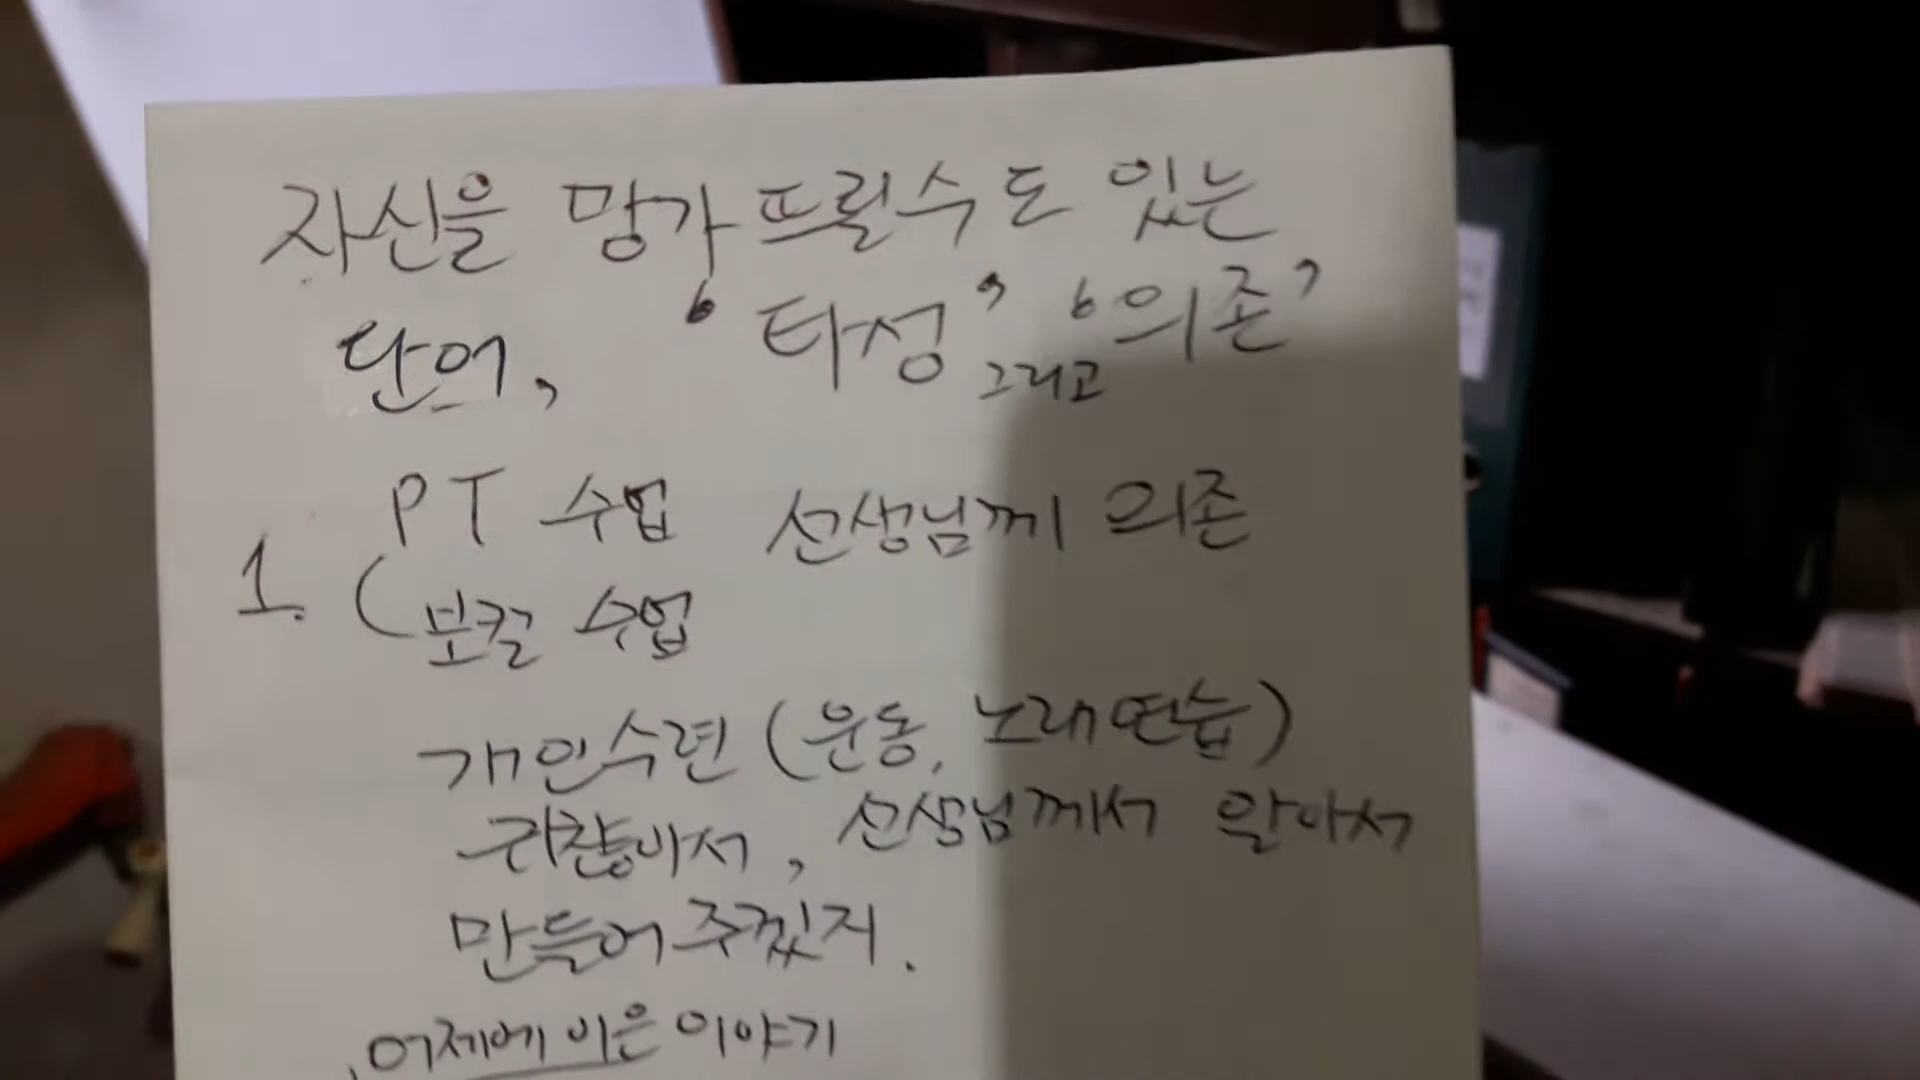 자신을 망가뜨릴수도 있는
단어, ‘타성’ 그리고 ‘의존’
PT 수업 선생님께 의존
1. (보컬 수업
개인수련 (운동, 노래연습)
귀찮아서, 선생님께서 알아서
만들어주겠지.
어제에 이은 이야기